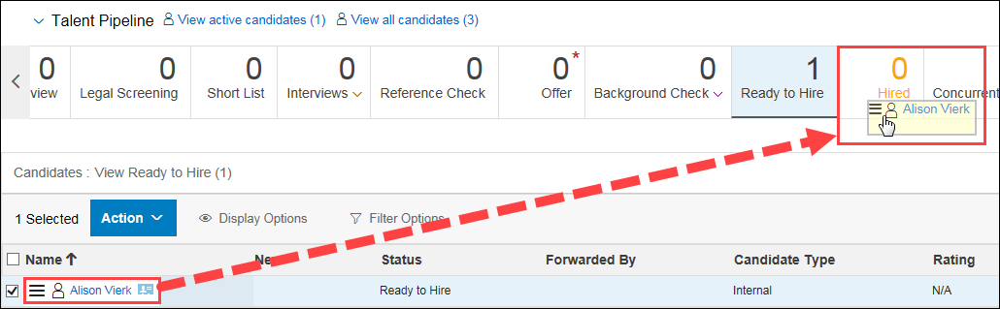 Talent Pipeline View active candidates (1) View all candidates (3)
0 0 0 0 0 0* 0 1 0
view Legal Screening Short List Interviews Reference Check Offer Background Check Ready to Hire Hired Concurrent
Alison Vierk
Candidates : View Ready to Hire (1)
1 Selected Action Display Options Filter Options
Name Ne Status Forwarded By Candidate Type Rating
Alison Vierk Ready to Hire Internal N/A